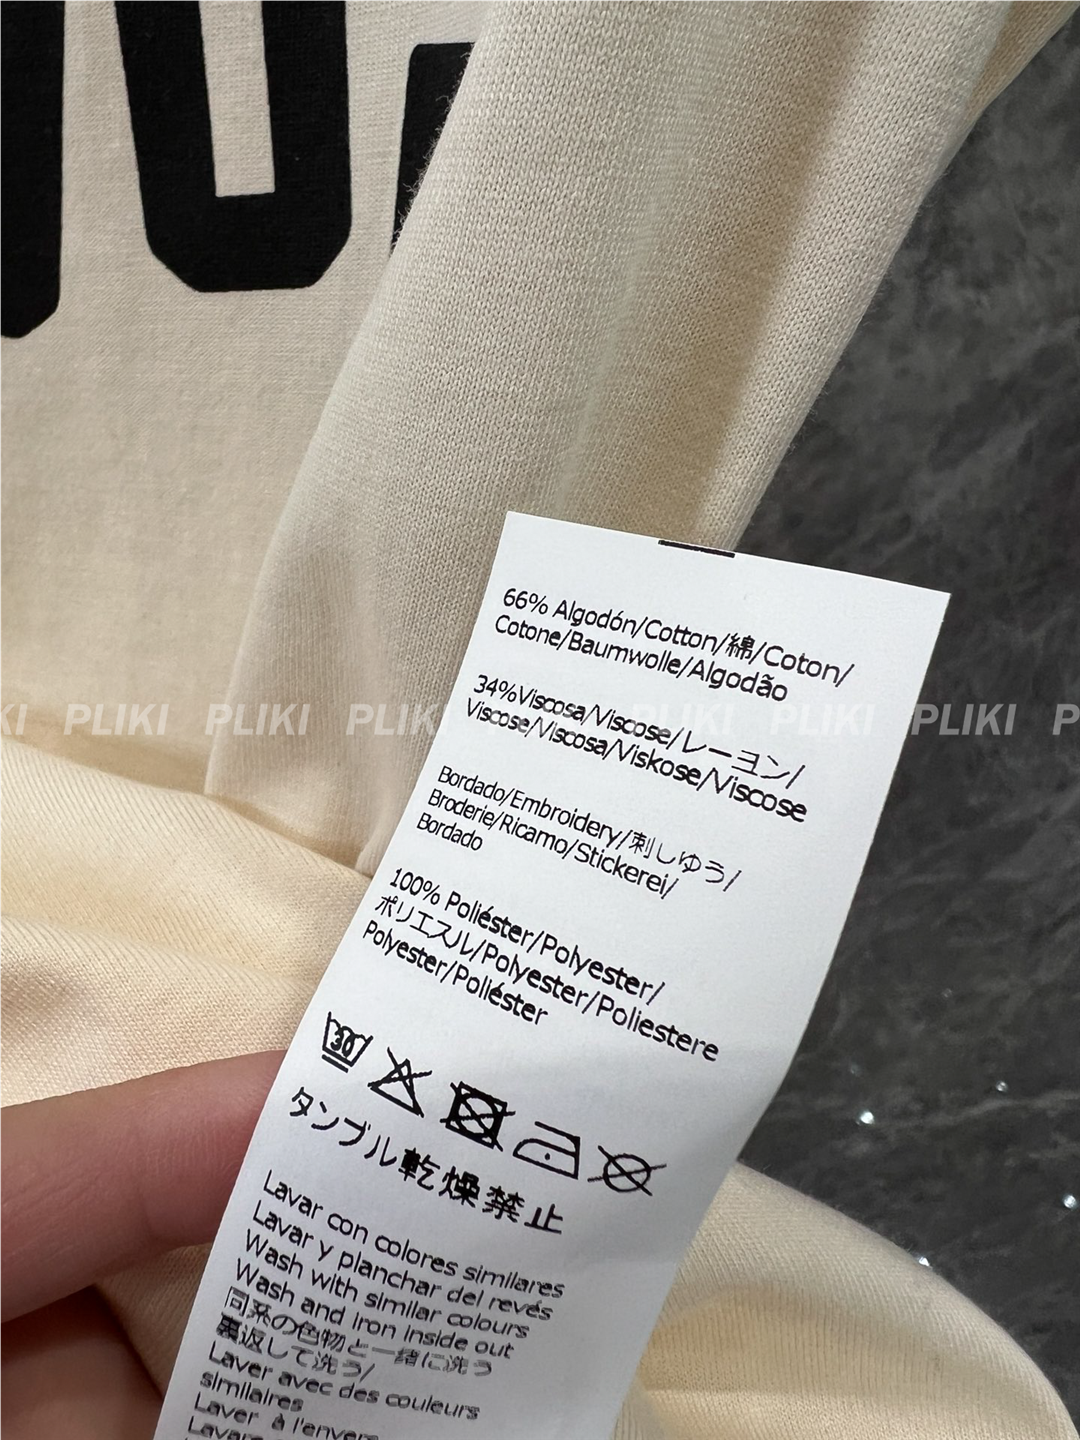 66% Algodón/Cotton/綿/Coton/
Cotone/Baumwolle/Algodão
34%Viscosa/Viscose/レーヨン/
Viscose/Viscosa/Viskose/Viscose
PLIKI PLIKI PLIKI PLIKI PLIKI PLIKI
Bordado/Embroidery/刺しゆう/
Broderie/Ricamo/Stickerei/
Bordado
100% Poliéster/Polyester/
ポリエスル/Polyester/Poliestere
Polyester/Poliéster
30
タンブル乾燥禁止
Lavar con colores similares
Lavar y planchar del revés
Wash with similar colours
Wash and iron inside out
同系の色物と一緒に洗う
裏返して洗う/
Laver avec des couleurs
similaires
Laver à l'envers